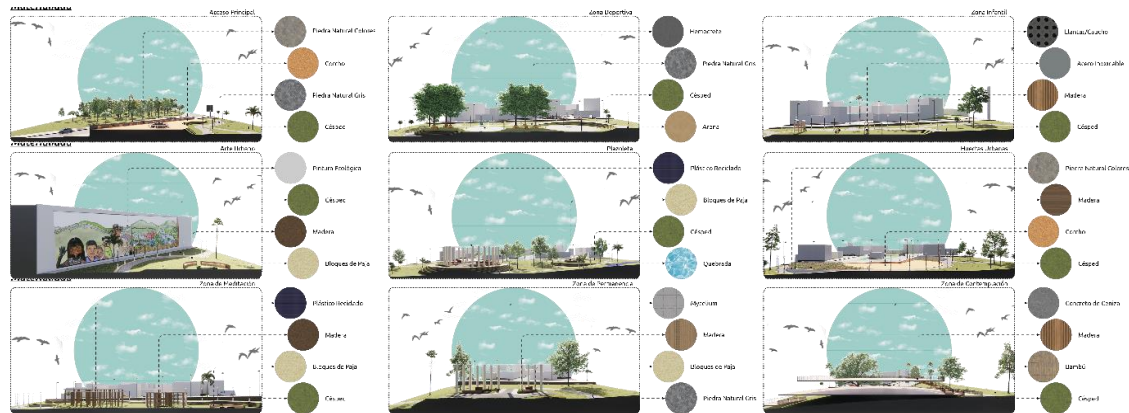 Acceso Principal
Piedra Natural Colores
Corcho
Piedra Natural Gris
Césped
Zona Deportiva
Piedra Natural Gris
Césped
Arena
Zona Infantil
Llantas/Caucho
Acero Inoxidable
Madera
Césped
Arte Urbano
Pintura Ecológica
Césped
Madera
Bloques de Paja
Plazoleta
Plástico Reciclado
Bloques de Paja
Césped
Quebrada
Huertas Urbanas
Piedra Natural Colores
Madera
Corcho
Césped
Zona de Meditación
Plástico Reciclado
Madera
Bloques de Paja
Césped
Zona de Permanencia
Mycelium
Madera
Bloques de Paja
Piedra Natural Gris
Zona de Contemplación
Concreto de Ceniza
Madera
Bambú
Césped